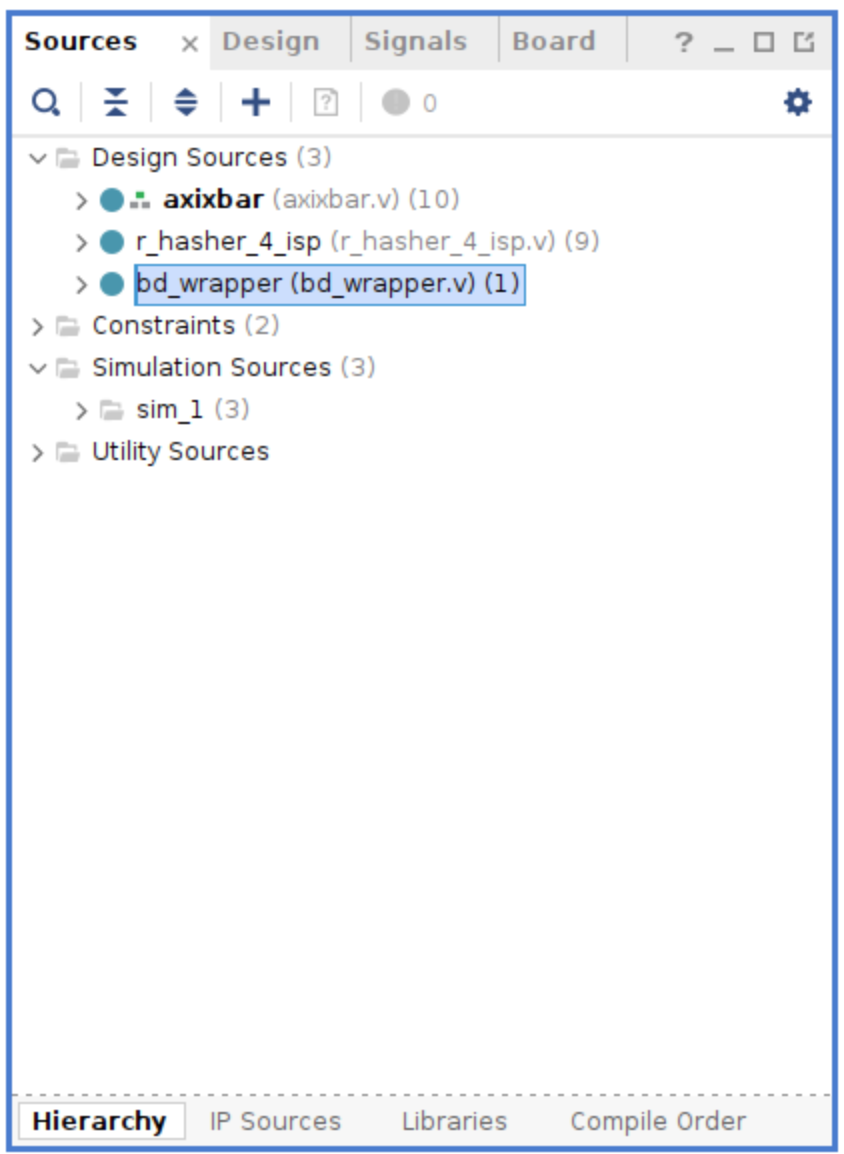 Sources × Design Signals Board ?
? 0
Design Sources (3)
axixbar (axixbar.v) (10)
r_hasher_4_isp (r_hasher_4_isp.v) (9)
bd_wrapper (bd_wrapper.v) (1)
Constraints (2)
Simulation Sources (3)
sim_1 (3)
Utility Sources
Hierarchy IP Sources Libraries Compile Order